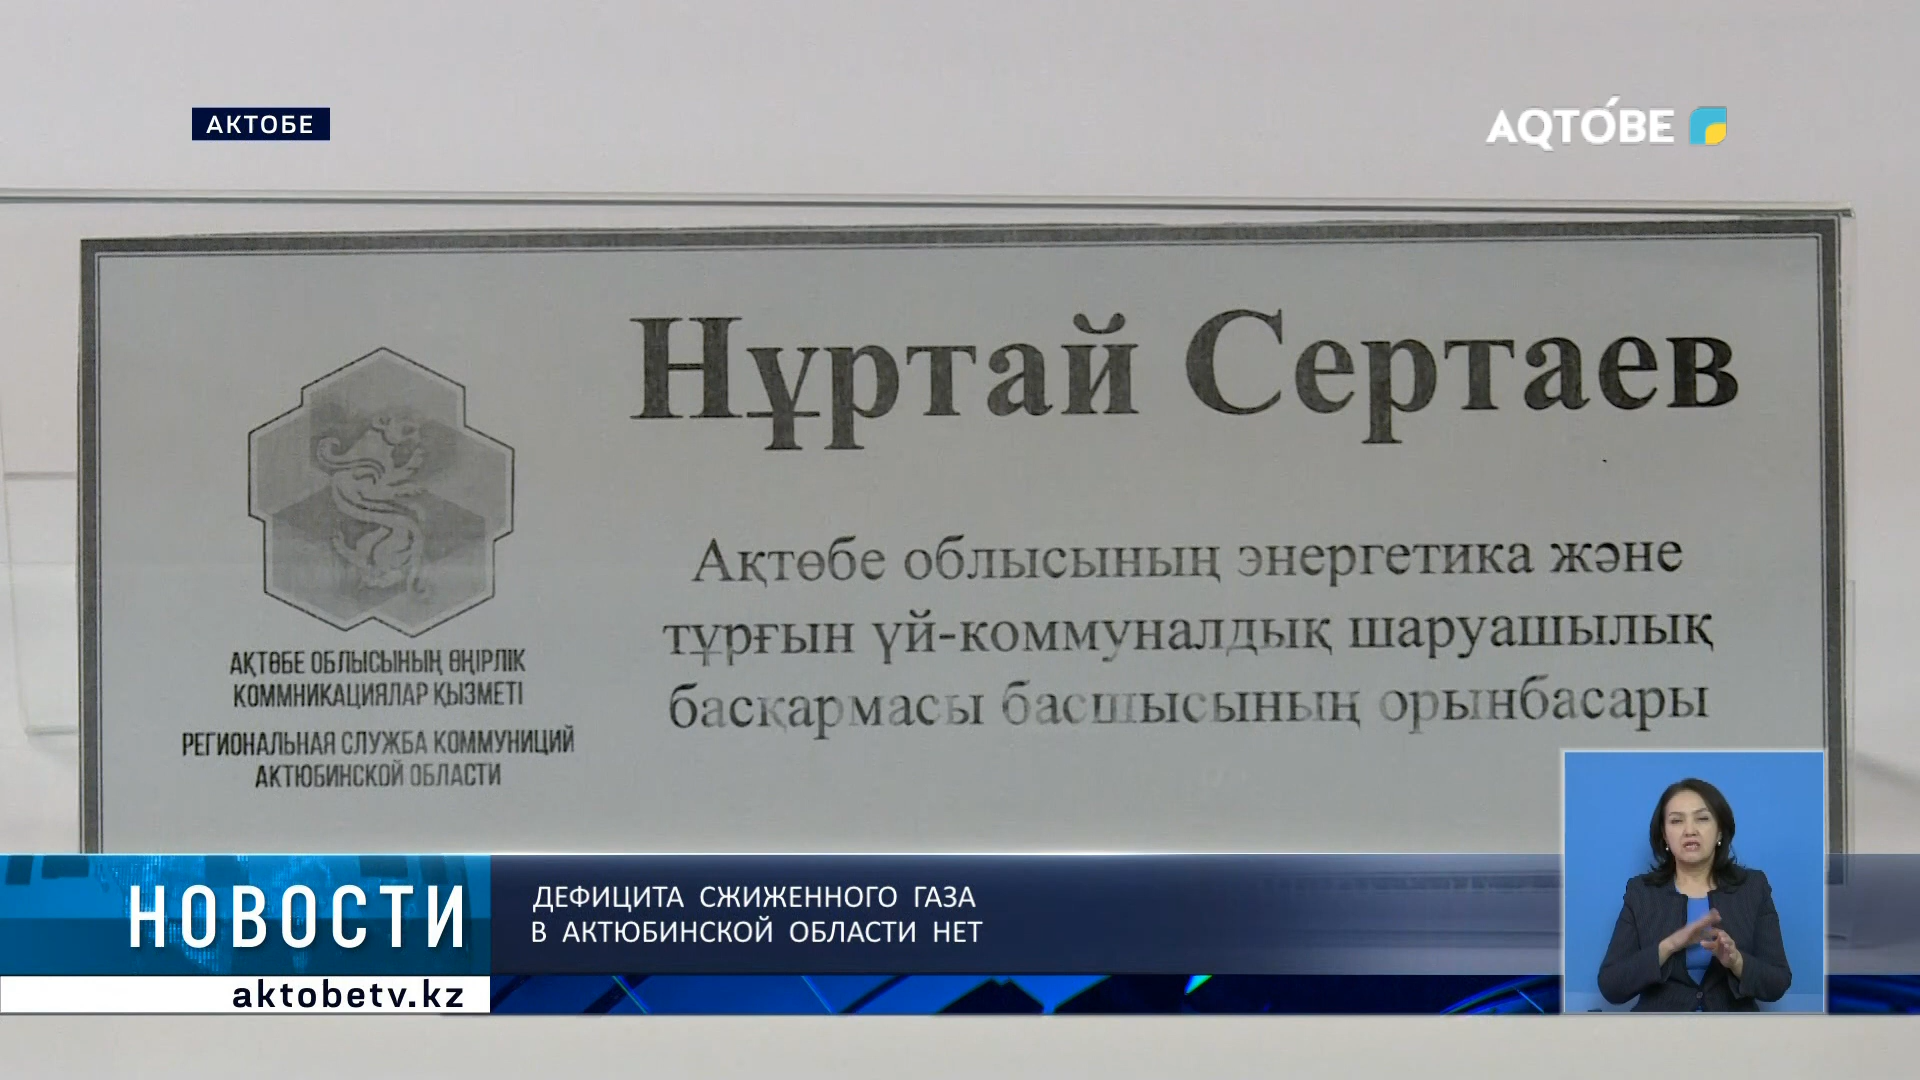 АКТОБЕ
AQTÓBE
Нұртай Сертаев
Ақтөбе облысының энергетика және
тұрғын үй-коммуналдық шаруашылық
басқармасы басшысының орынбасары
АҚТӨБЕ ОБЛЫСЫНЫҢ ӨҢІРЛІК
КОММНИКАЦИЯЛАР ҚЫЗМЕТІ
РЕГИОНАЛЬНАЯ СЛУЖБА КОММУНИЦИЙ
АКТЮБИНСКОЙ ОБЛАСТИ
НОВОСТИ
aktobetv.kz
ДЕФИЦИТА СЖИЖЕННОГО ГАЗА
В АКТЮБИНСКОЙ ОБЛАСТИ НЕТ